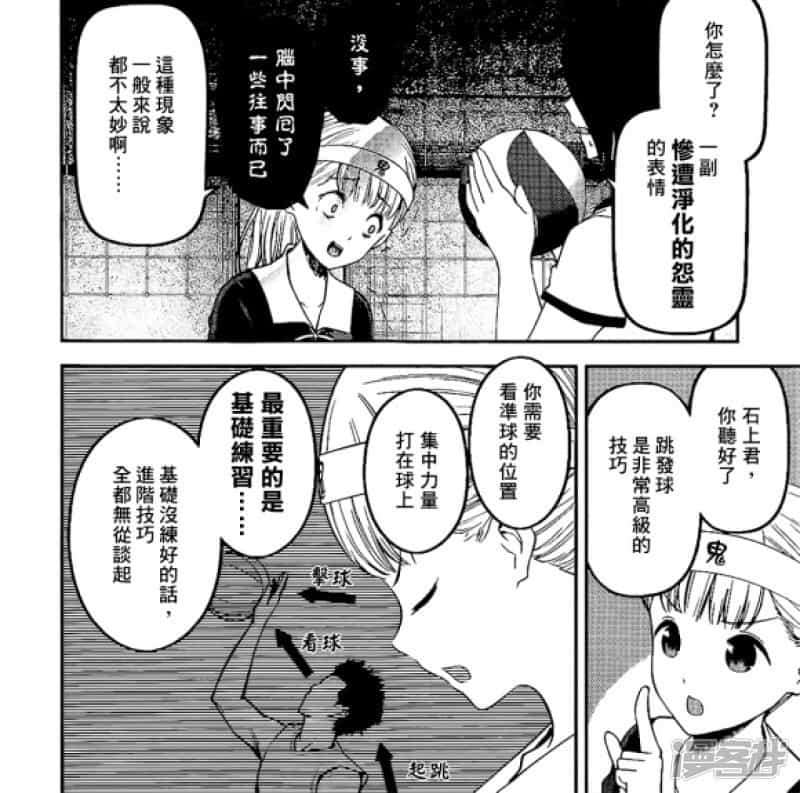 你怎麼了?
一副
慘遭淨化的怨靈
的表情
沒事，
腦中閃回了
一些往事而已
這種現象
一般來說
都不太妙啊……
鬼
石上君，
你聽好了
跳發球
是非常高級的
技巧
鬼
你需要
看準球的位置
集中力量
打在球上
最重要的是
基礎練習……
基礎沒練好的話，
進階技巧
全都無從談起
擊球
看球
起跳
漫客栈